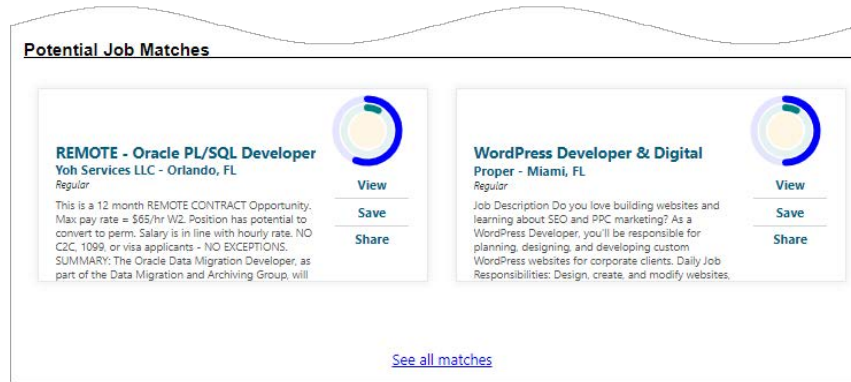 Potential Job Matches
REMOTE - Oracle PL/SQL Developer
Yoh Services LLC - Orlando, FL
Regular
This is a 12 month REMOTE CONTRACT Opportunity.
Max pay rate = $65/hr W2. Position has potential to
convert to perm. Salary is in line with hourly rate. NO
C2C, 1099, or visa applicants - NO EXCEPTIONS.
SUMMARY: The Oracle Data Migration Developer, as
part of the Data Migration and Archiving Group, will
View
Save
Share
WordPress Developer & Digital
Proper - Miami, FL
Regular
Job Description Do you love building websites and
learning about SEO and PPC marketing? As a
WordPress Developer, you'll be responsible for
planning, designing, and developing custom
WordPress websites for corporate clients. Daily Job
Responsibilities: Design, create, and modify websites,
View
Save
Share
See all matches